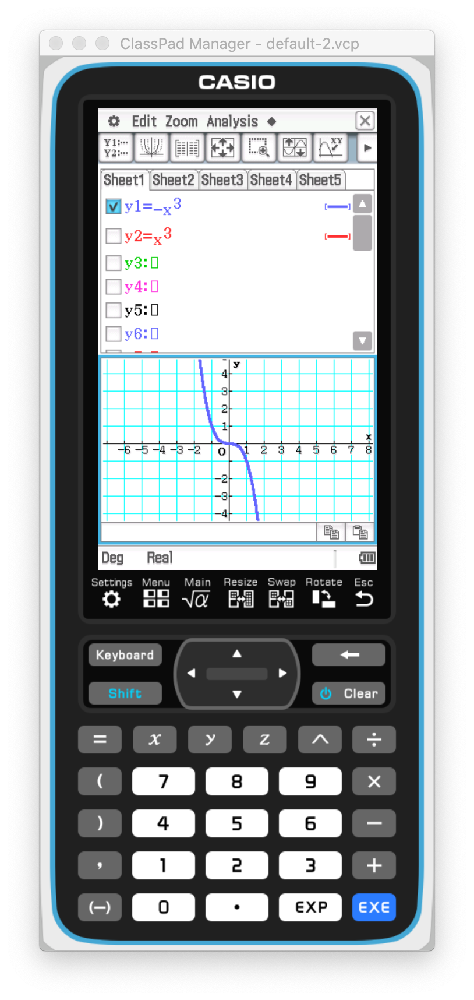 ClassPad Manager - default-2.vcp
CASIO
Edit Zoom Analysis ◆
Y1:···
Y2:···
XY
Sheet1 Sheet2 Sheet3 Sheet4 Sheet5
y1=-x^3
y2=x^3
y3:▯
y4:▯
y5:▯
y6:▯
y
4
3
2
1
x
-6 -5 -4 -3 -2 O 1 2 3 4 5 6 7 8
-2
-3
-4
Deg Real
Settings Menu Main Resize Swap Rotate Esc
√α
Keyboard
Shift Clear
= x y z ^ ÷
( 7 8 9 ×
) 4 5 6 −
, 1 2 3 +
(−) 0 • EXP EXE